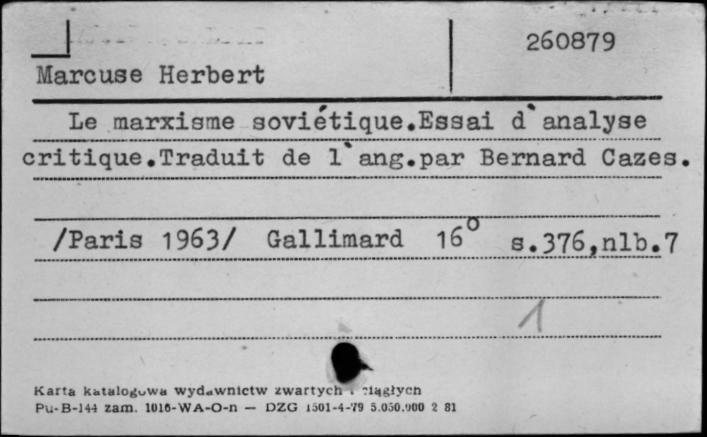 260879
Marcuse Herbert
Le marxisme soviétique.Essai d`analyse
critique.Traduit de l`ang.par Bernard Cazes.
/Paris 1963/ Gallimard 16° s.376,nlb.7
1
Karta katalogowa wydawnictw zwartych i ciągłych
Pu-B-144 zam. 1016-WA-O-n — DZG 1501-4-79 5.050.000 2 81